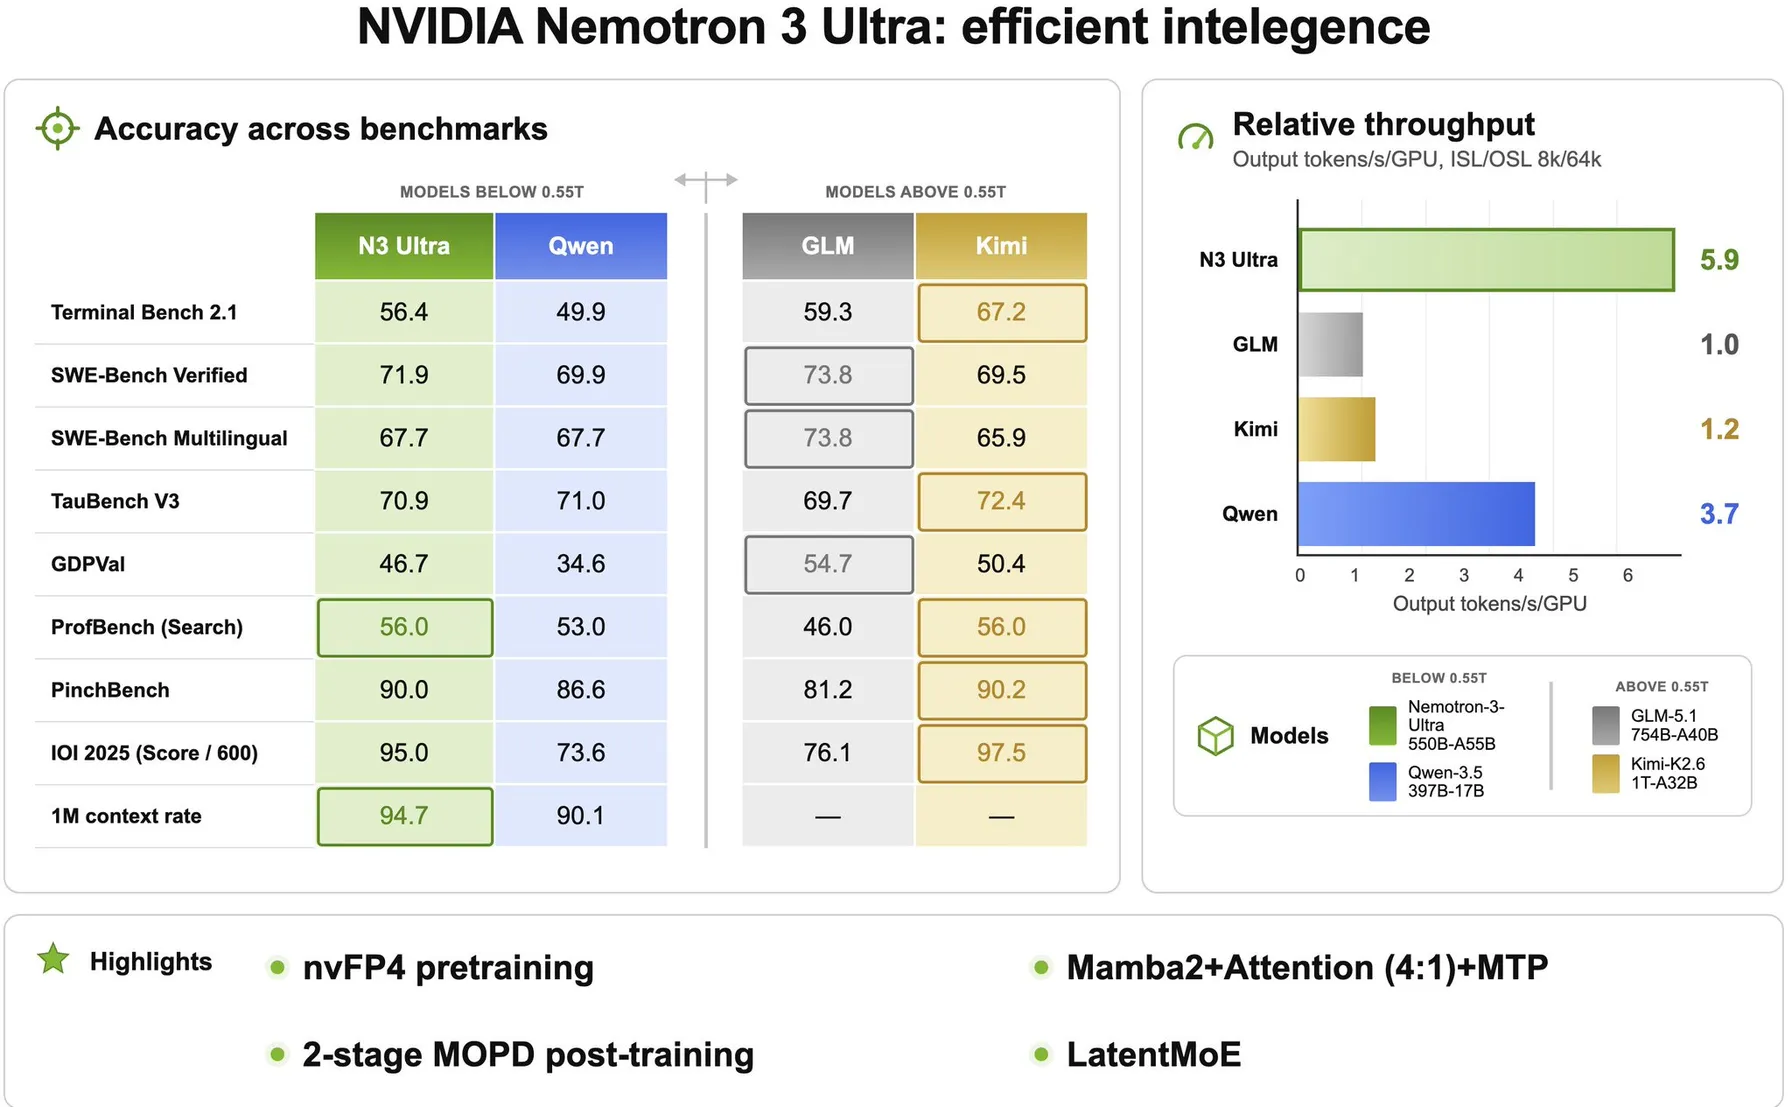 NVIDIA Nemotron 3 Ultra: efficient intelegence
Accuracy across benchmarks
MODELS BELOW 0.55T
MODELS ABOVE 0.55T
N3 Ultra Qwen GLM Kimi
Terminal Bench 2.1 56.4 49.9 59.3 67.2
SWE-Bench Verified 71.9 69.9 73.8 69.5
SWE-Bench Multilingual 67.7 67.7 73.8 65.9
TauBench V3 70.9 71.0 69.7 72.4
GDPVal 46.7 34.6 54.7 50.4
ProfBench (Search) 56.0 53.0 46.0 56.0
PinchBench 90.0 86.6 81.2 90.2
IOI 2025 (Score / 600) 95.0 73.6 76.1 97.5
1M context rate 94.7 90.1 — —
Relative throughput
Output tokens/s/GPU, ISL/OSL 8k/64k
N3 Ultra 5.9
GLM 1.0
Kimi 1.2
Qwen 3.7
0 1 2 3 4 5 6
Output tokens/s/GPU
Models
BELOW 0.55T
Nemotron-3-
Ultra
550B-A55B
Qwen-3.5
397B-17B
ABOVE 0.55T
GLM-5.1
754B-A40B
Kimi-K2.6
1T-A32B
Highlights
nvFP4 pretraining
Mamba2+Attention (4:1)+MTP
2-stage MOPD post-training
LatentMoE